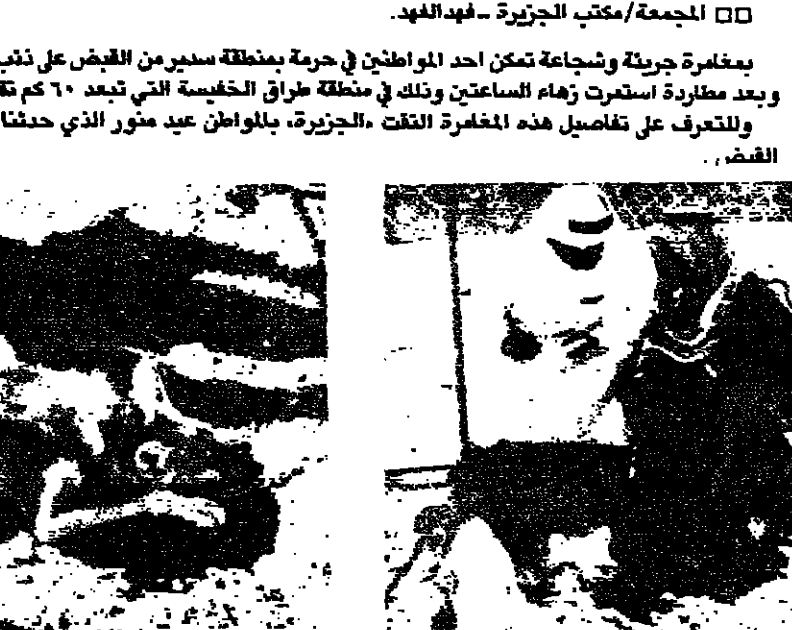 □□ المجمعة/مكتب الجزيرة ـ فهد الفهد.
بمغامرة جريئة وشجاعة تمكن احد المواطنين في حرمة بمنطقة سدير من القبض على ذئب
وبعد مطاردة استمرت زهاء الساعتين وذلك في منطقة طراق الخفيسة التي تبعد ٦٠ كم
وللتعرف على تفاصيل هذه المغامرة التقت «الجزيرة» بالمواطن عيد منور الذي حدثنا
القبض.